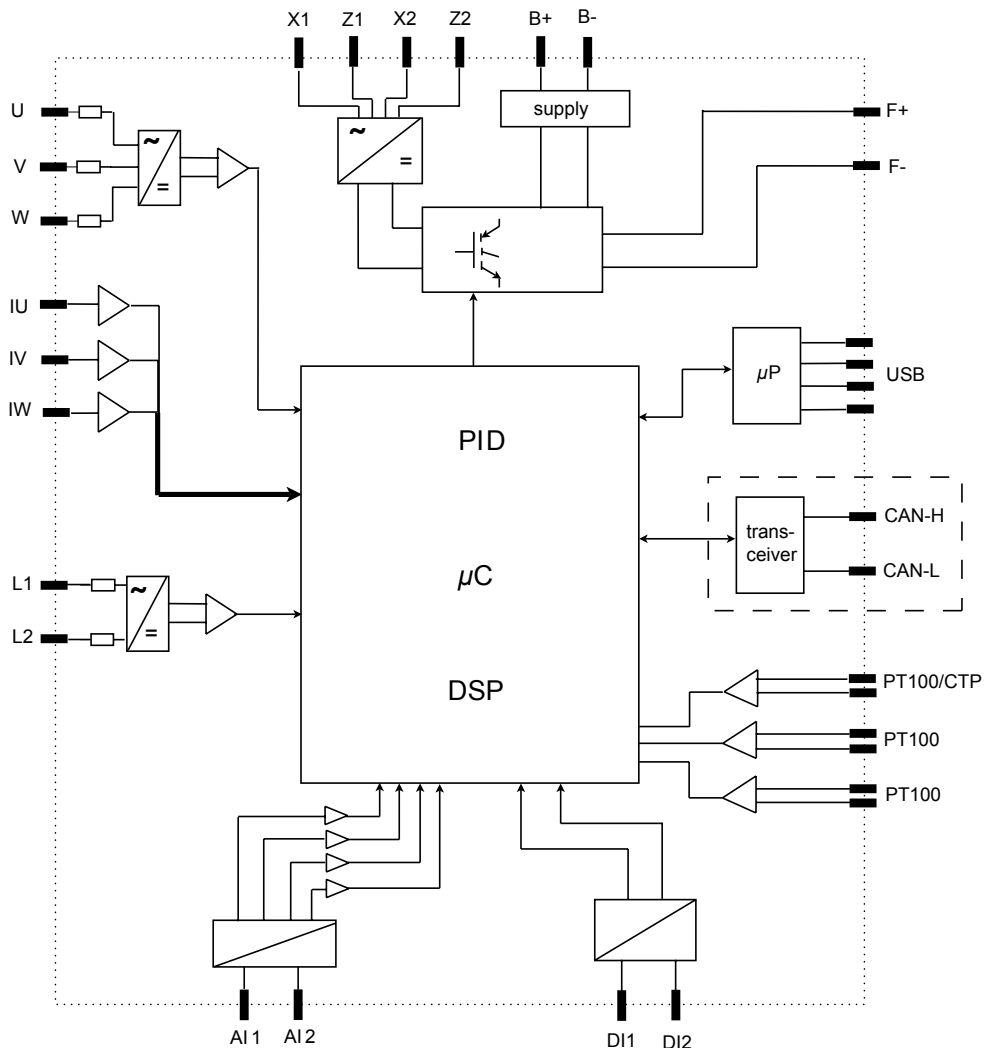 X1 Z1 X2 Z2 B+ B-
U
V
W
~
=
~
=
supply
F+
F-
IU
IV
IW
µP
USB
PID
µC
DSP
trans-
ceiver
CAN-H
CAN-L
L1
L2
~
=
PT100/CTP
PT100
PT100
AI 1
AI 2
DI1
DI2